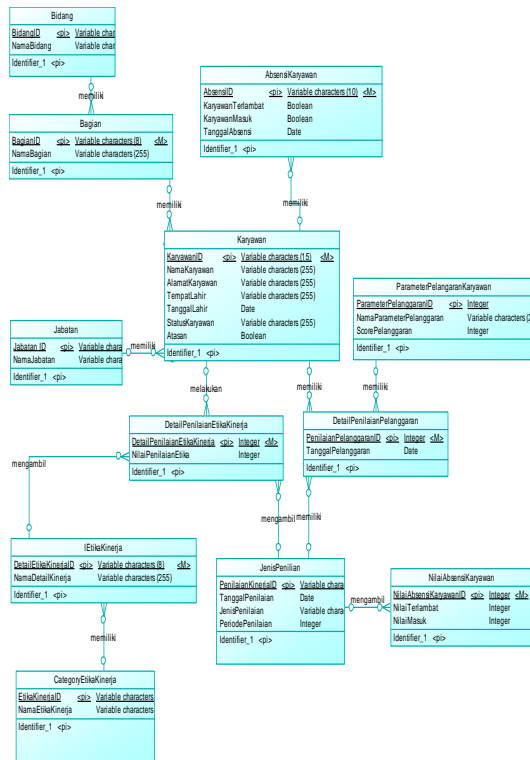 Bidang
BidangID <pi> Variable char
NamaBidang Variable char
Identifier_1 <pi>
memiliki
Bagian
BagianID <pi> Variable characters (8) <M>
NamaBagian Variable characters (255)
Identifier_1 <pi>
memiliki
AbsensiKaryawan
AbsensiID <pi> Variable characters (10) <M>
KaryawanTerlambat Boolean
KaryawanMasuk Boolean
TanggalAbsensi Date
Identifier_1 <pi>
memiliki
Karyawan
KaryawanID <pi> Variable characters (15) <M>
NamaKaryawan Variable characters (255)
AlamatKaryawan Variable characters (255)
TempatLahir Variable characters (255)
TanggalLahir Date
StatusKaryawan Variable characters (255)
Atasan Boolean
Identifier_1 <pi>
ParameterPelangaranKaryawan
ParameterPelanggaranID <pi> Integer
NamaParameterPelanggaran Variable characters (2
ScorePelanggaran Integer
Identifier_1 <pi>
Jabatan
Jabatan ID <pi> Variable chara
NamaJabatan Variable chara
Identifier_1 <pi>
memiliki
melakukan
memiliki
memiliki
DetailPenilaianEtikaKinerja
DetailPenilaianEtikaKinerja <pi> Integer <M>
NilaiPenilaianEtika Integer
Identifier_1 <pi>
DetailPenilaianPelanggaran
PenilaianPelanggaranID <pi> Integer <M>
TanggalPelanggaran Date
Identifier_1 <pi>
mengambil
mengambil
memiliki
IEtikaKinerja
DetailEtikaKinerjaID <pi> Variable characters (8) <M>
NamaDetailKinerja Variable characters (255)
Identifier_1 <pi>
JenisPenilian
PenilaianKinerjaID <pi> Variable chara
TanggalPenilaian Date
JenisPenilaian Variable chara
PeriodePenilaian Integer
Identifier_1 <pi>
mengambil
NilaiAbsensiKaryawan
NilaiAbsensiKaryawanID <pi> Integer <M>
NilaiTerlambat Integer
NilaiMasuk Integer
Identifier_1 <pi>
memiliki
CategoryEtikaKinerja
EtikaKinerjaID <pi> Variable characters
NamaEtikaKinerja Variable characters
Identifier_1 <pi>